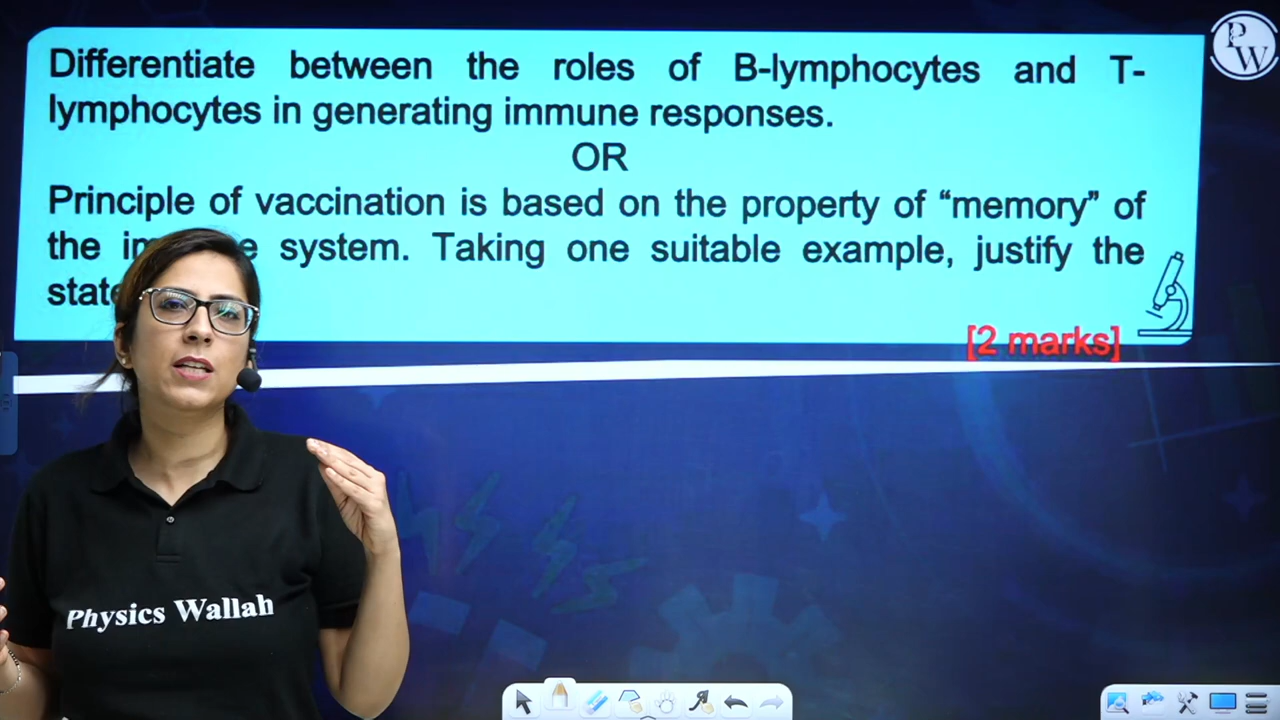 Differentiate between the roles of B-lymphocytes and T-
lymphocytes in generating immune responses.
OR
Principle of vaccination is based on the property of “memory” of
the system. Taking one suitable example, justify the
[2 marks]
P
W
Physics Wallah